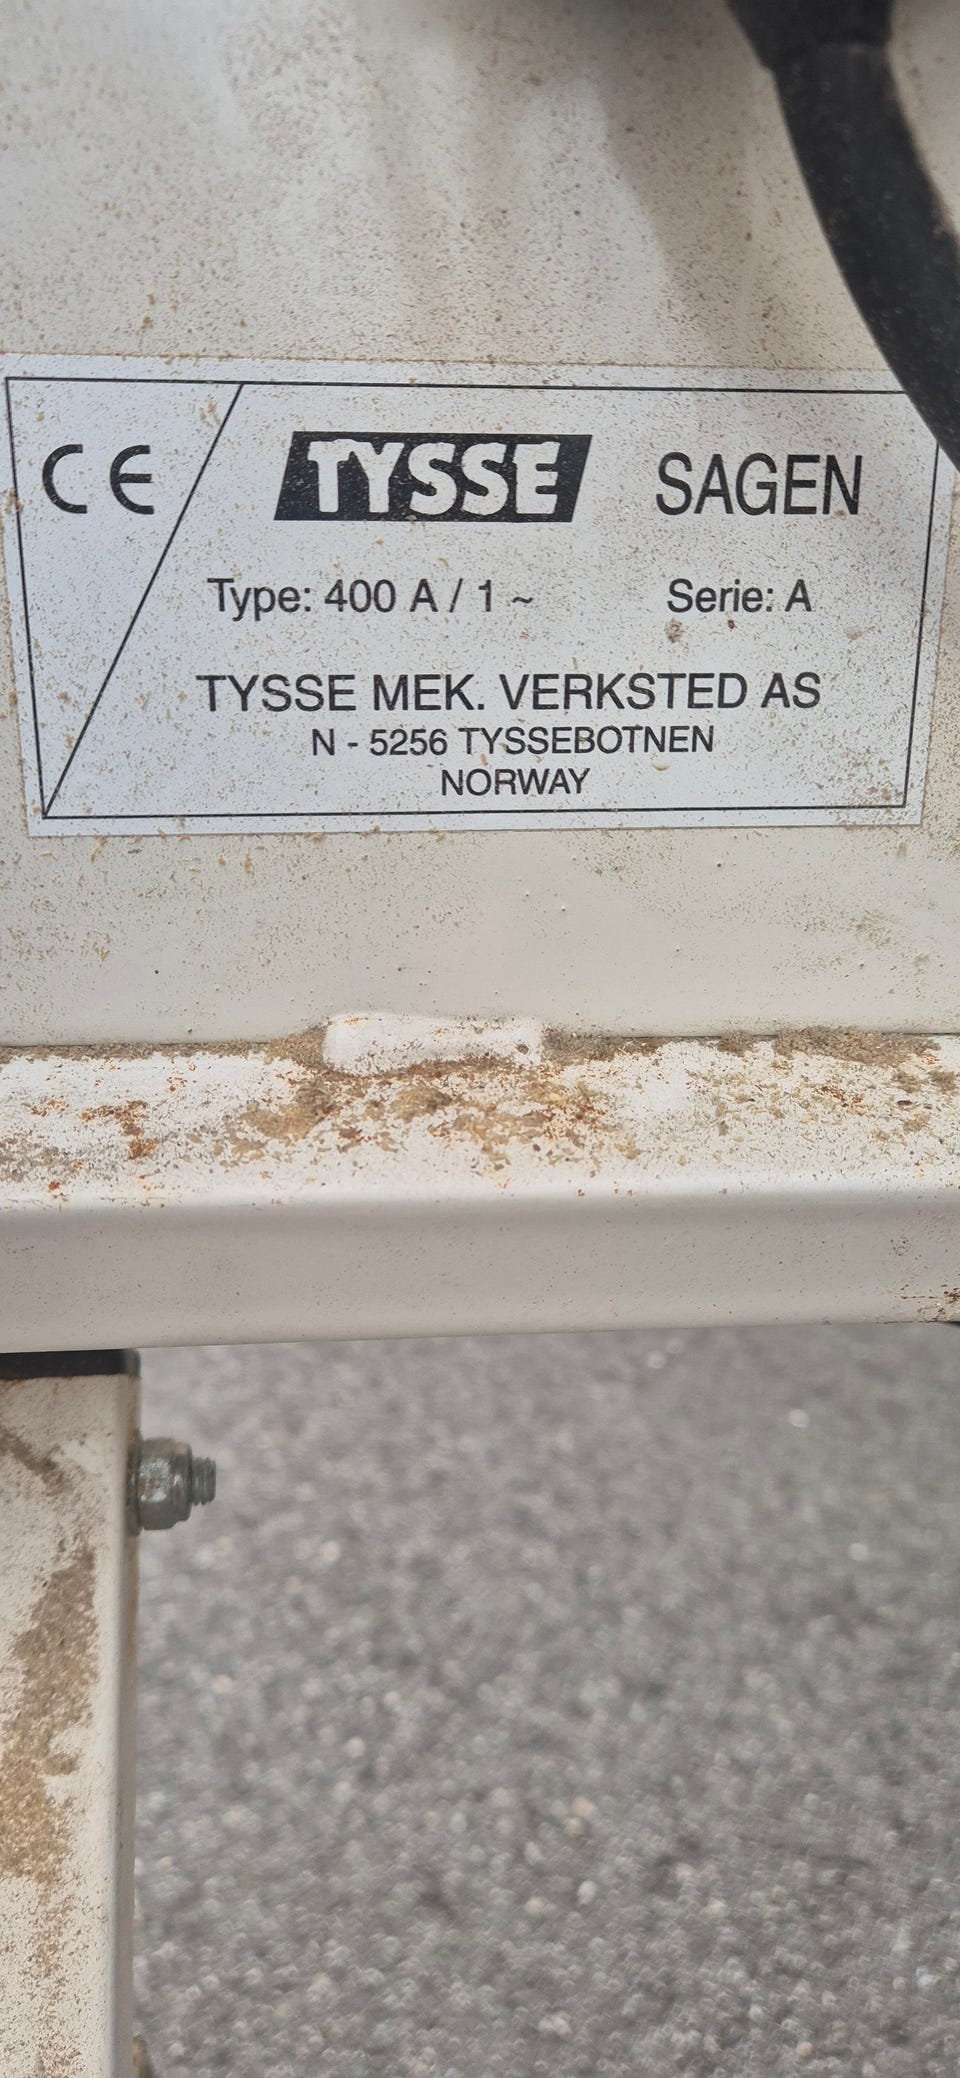 CE TYSSE SAGEN
Type: 400 A / 1 ~ Serie: A
TYSSE MEK. VERKSTED AS
N - 5256 TYSSEBOTNEN
NORWAY